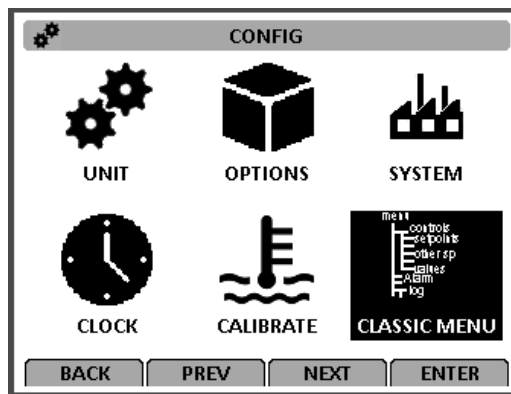 CONFIG
UNIT
OPTIONS
SYSTEM
menu
controls
setpoints
other sp
values
Alarm
log
CLOCK
CALIBRATE
CLASSIC MENU
BACK
PREV
NEXT
ENTER